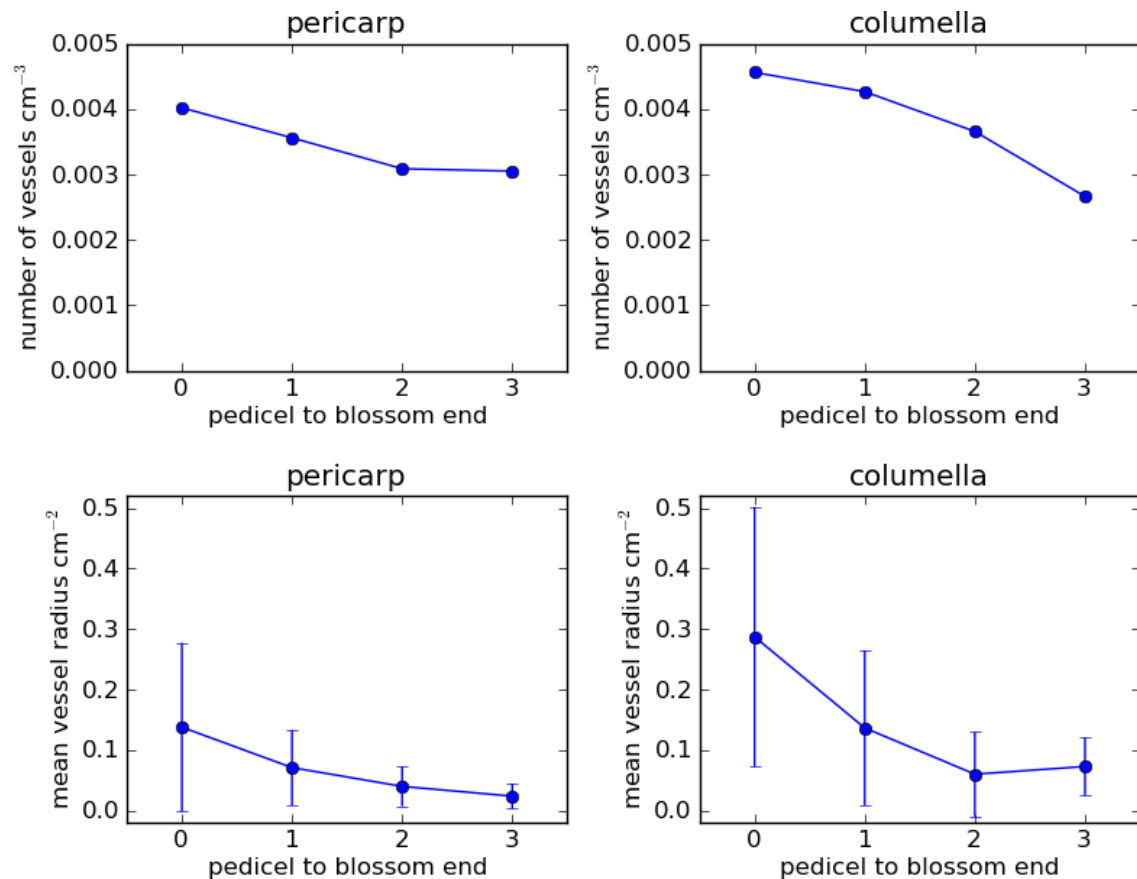 pericarp
number of vessels cm⁻³
0.005
0.004
0.003
0.002
0.001
0.000
0 1 2 3
pedicel to blossom end
columella
number of vessels cm⁻³
0.005
0.004
0.003
0.002
0.001
0.000
0 1 2 3
pedicel to blossom end
pericarp
mean vessel radius cm⁻²
0.5
0.4
0.3
0.2
0.1
0.0
0 1 2 3
pedicel to blossom end
columella
mean vessel radius cm⁻²
0.5
0.4
0.3
0.2
0.1
0.0
0 1 2 3
pedicel to blossom end